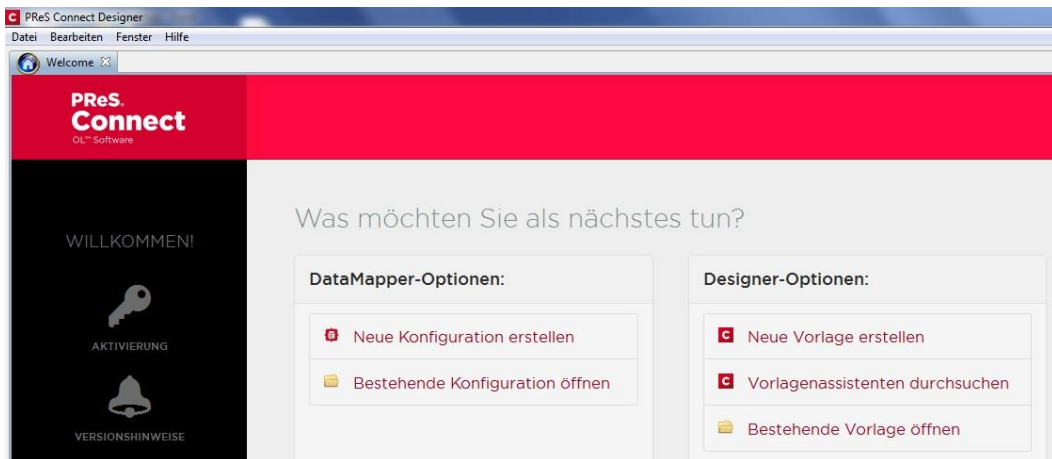 PReS Connect Designer
Datei Bearbeiten Fenster Hilfe
Welcome
PReS.
Connect
OL™ Software
WILLKOMMEN!
AKTIVIERUNG
VERSIONSHINWEISE
Was möchten Sie als nächstes tun?
DataMapper-Optionen:
Neue Konfiguration erstellen
Bestehende Konfiguration öffnen
Designer-Optionen:
Neue Vorlage erstellen
Vorlagenassistenten durchsuchen
Bestehende Vorlage öffnen